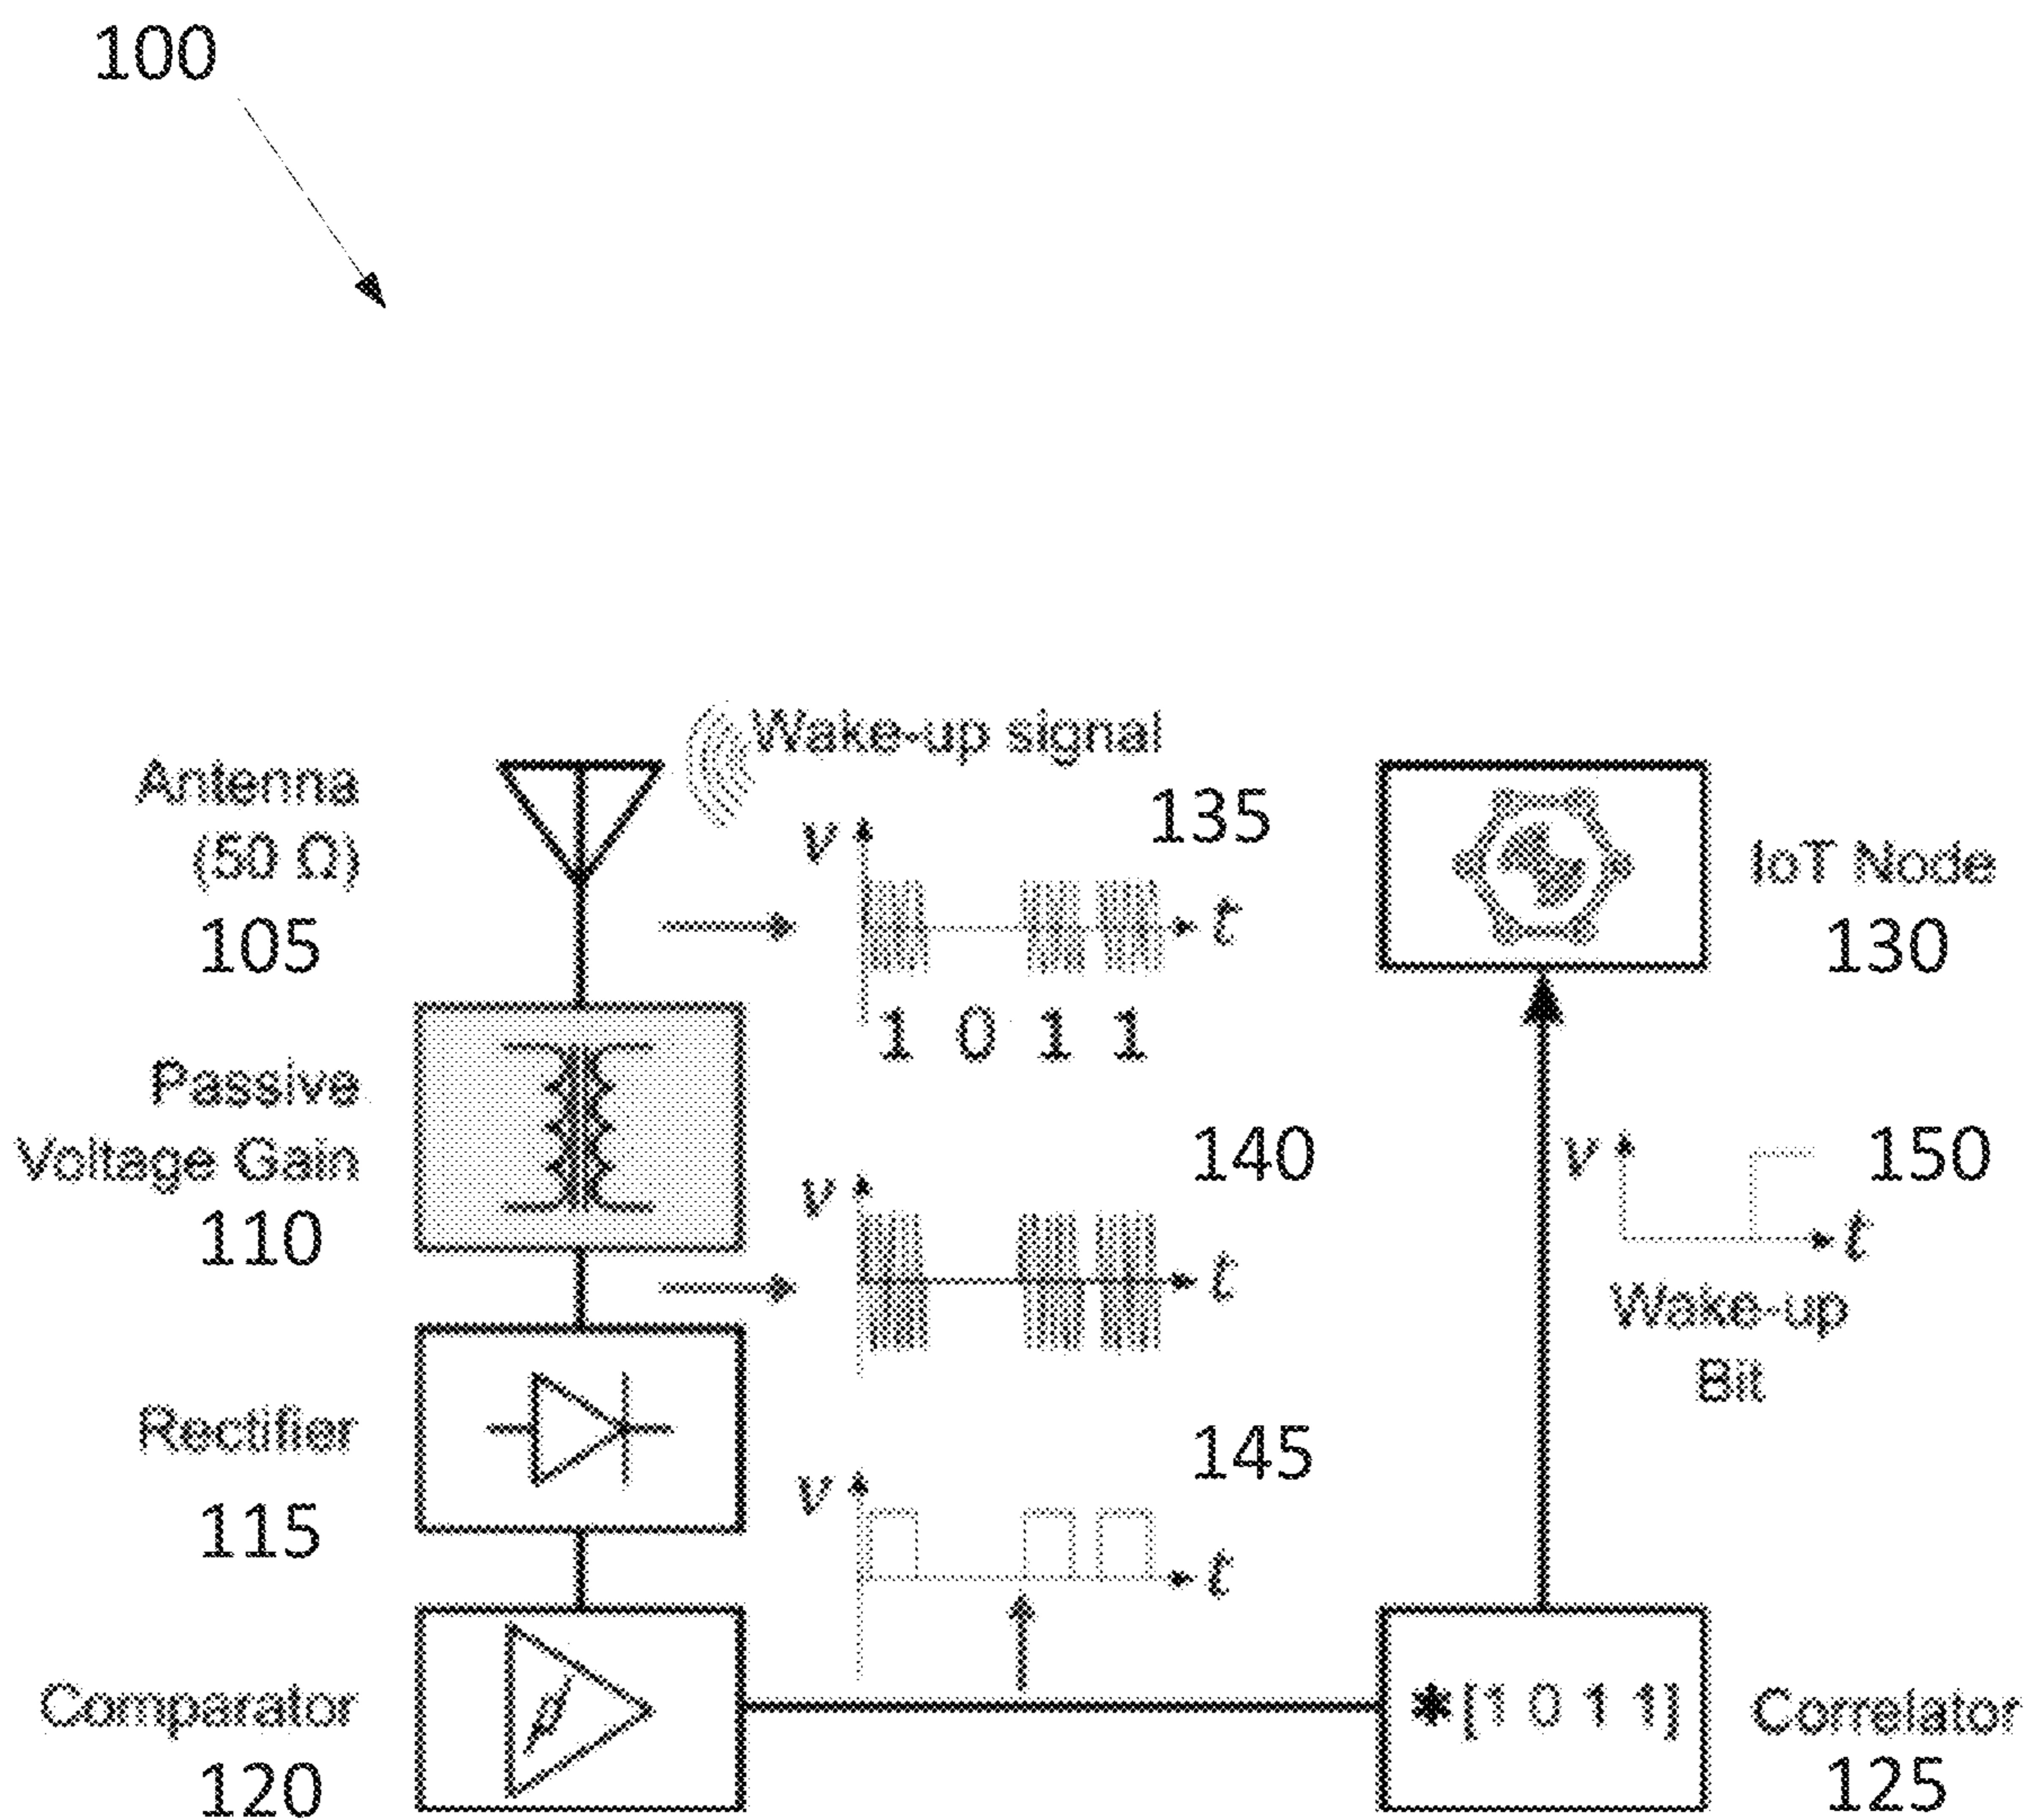 100
Wake-up signal
Antenna
(50 Ω)
105
v
135
t
1 0 1 1
IoT Node
130
Passive
Voltage Gain
110
v
140
t
v
150
t
Wake-up
Bit
Rectifier
115
v
145
t
Comparator
120
*[1 0 1 1]
Correlator
125